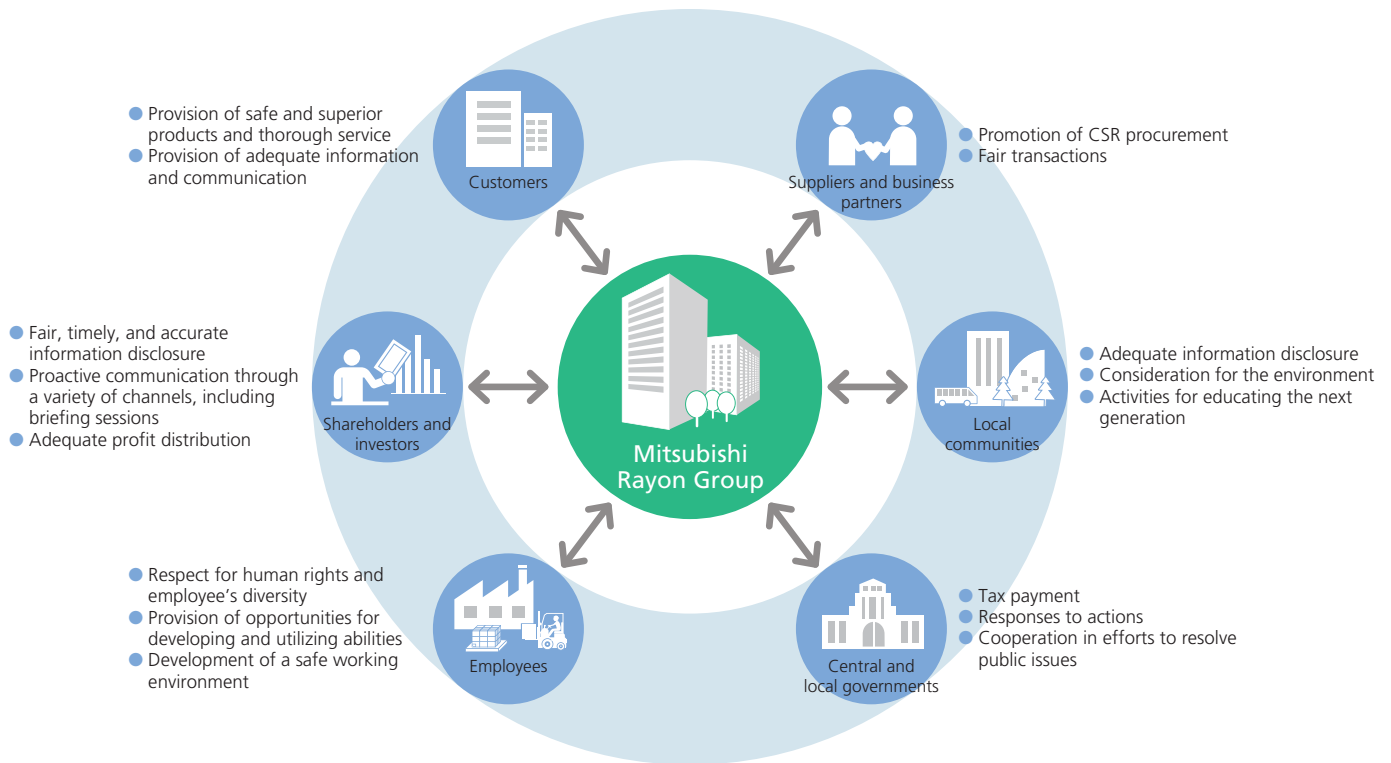 ● Provision of safe and superior
products and thorough service
● Provision of adequate information
and communication
Customers
Suppliers and business
partners
● Promotion of CSR procurement
● Fair transactions
● Fair, timely, and accurate
information disclosure
● Proactive communication through
a variety of channels, including
briefing sessions
● Adequate profit distribution
Shareholders and
investors
Mitsubishi
Rayon Group
Local
communities
● Adequate information disclosure
● Consideration for the environment
● Activities for educating the next
generation
● Respect for human rights and
employee's diversity
● Provision of opportunities for
developing and utilizing abilities
● Development of a safe working
environment
Employees
Central and
local governments
● Tax payment
● Responses to actions
● Cooperation in efforts to resolve
public issues